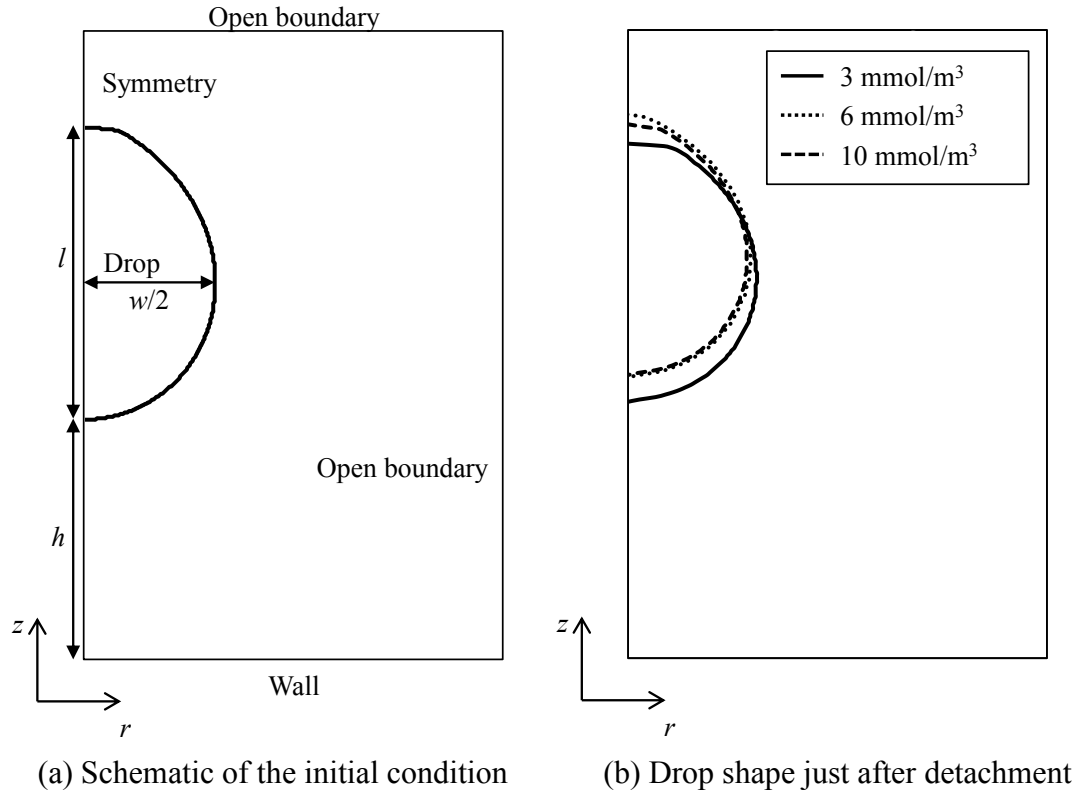 Open boundary
Symmetry
l
Drop
w/2
Open boundary
h
z
r
Wall
(a) Schematic of the initial condition
3 mmol/m³
6 mmol/m³
10 mmol/m³
z
r
(b) Drop shape just after detachment